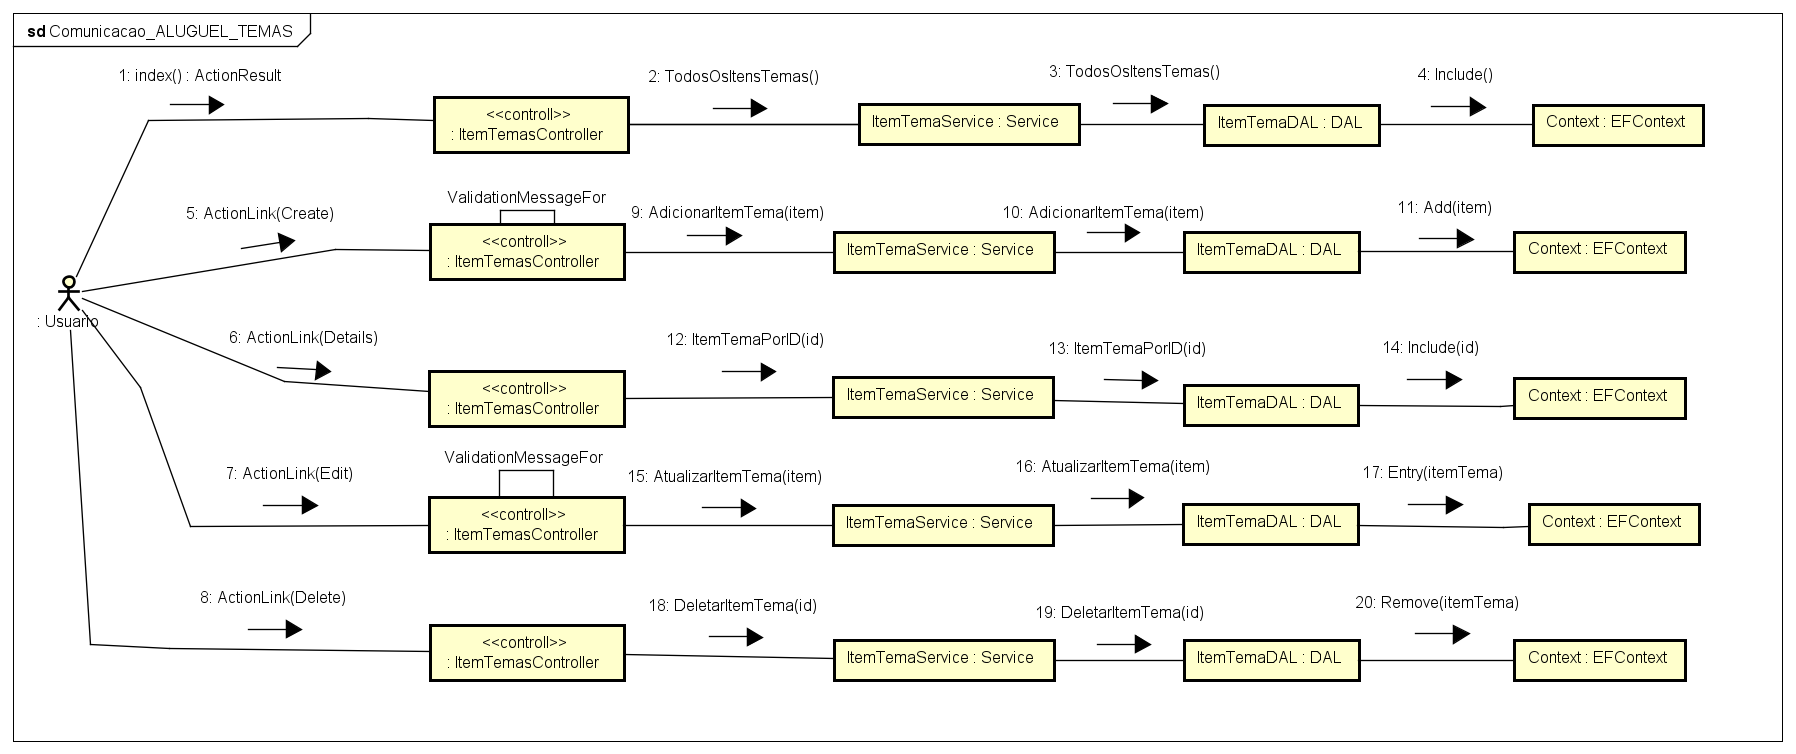 sd Comunicacao_ALUGUEL_TEMAS
1: index() : ActionResult
2: TodosOsItensTemas()
3: TodosOsItensTemas()
4: Include()
<<controll>>
: ItemTemasController
ItemTemaService : Service
ItemTemaDAL : DAL
Context : EFContext
5: ActionLink(Create)
ValidationMessageFor
9: AdicionarItemTema(item)
10: AdicionarItemTema(item)
11: Add(item)
<<controll>>
: ItemTemasController
ItemTemaService : Service
ItemTemaDAL : DAL
Context : EFContext
: Usuario
6: ActionLink(Details)
12: ItemTemaPorID(id)
13: ItemTemaPorID(id)
14: Include(id)
<<controll>>
: ItemTemasController
ItemTemaService : Service
ItemTemaDAL : DAL
Context : EFContext
7: ActionLink(Edit)
ValidationMessageFor
15: AtualizarItemTema(item)
16: AtualizarItemTema(item)
17: Entry(itemTema)
<<controll>>
: ItemTemasController
ItemTemaService : Service
ItemTemaDAL : DAL
Context : EFContext
8: ActionLink(Delete)
18: DeletarItemTema(id)
19: DeletarItemTema(id)
20: Remove(itemTema)
<<controll>>
: ItemTemasController
ItemTemaService : Service
ItemTemaDAL : DAL
Context : EFContext